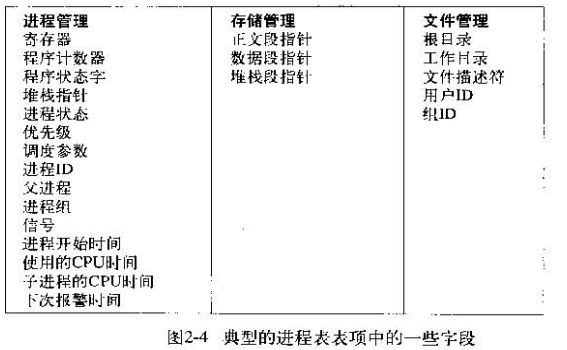 进程管理
寄存器
程序计数器
程序状态字
堆栈指针
进程状态
优先级
调度参数
进程ID
父进程
进程组
信号
进程开始时间
使用的CPU时间
子进程的CPU时间
下次报警时间
存储管理
正文段指针
数据段指针
堆栈段指针
文件管理
根目录
工作目录
文件描述符
用户ID
组ID
图2-4 典型的进程表表项中的一些字段